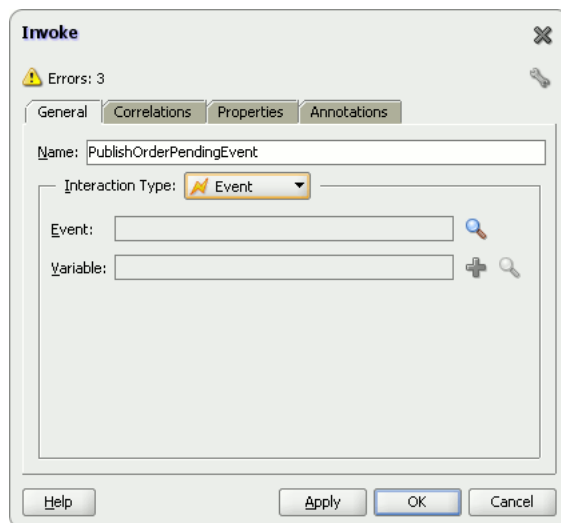 Invoke
Errors: 3
General Correlations Properties Annotations
Name: PublishOrderPendingEvent
Interaction Type: Event
Event:
Variable:
Help Apply OK Cancel